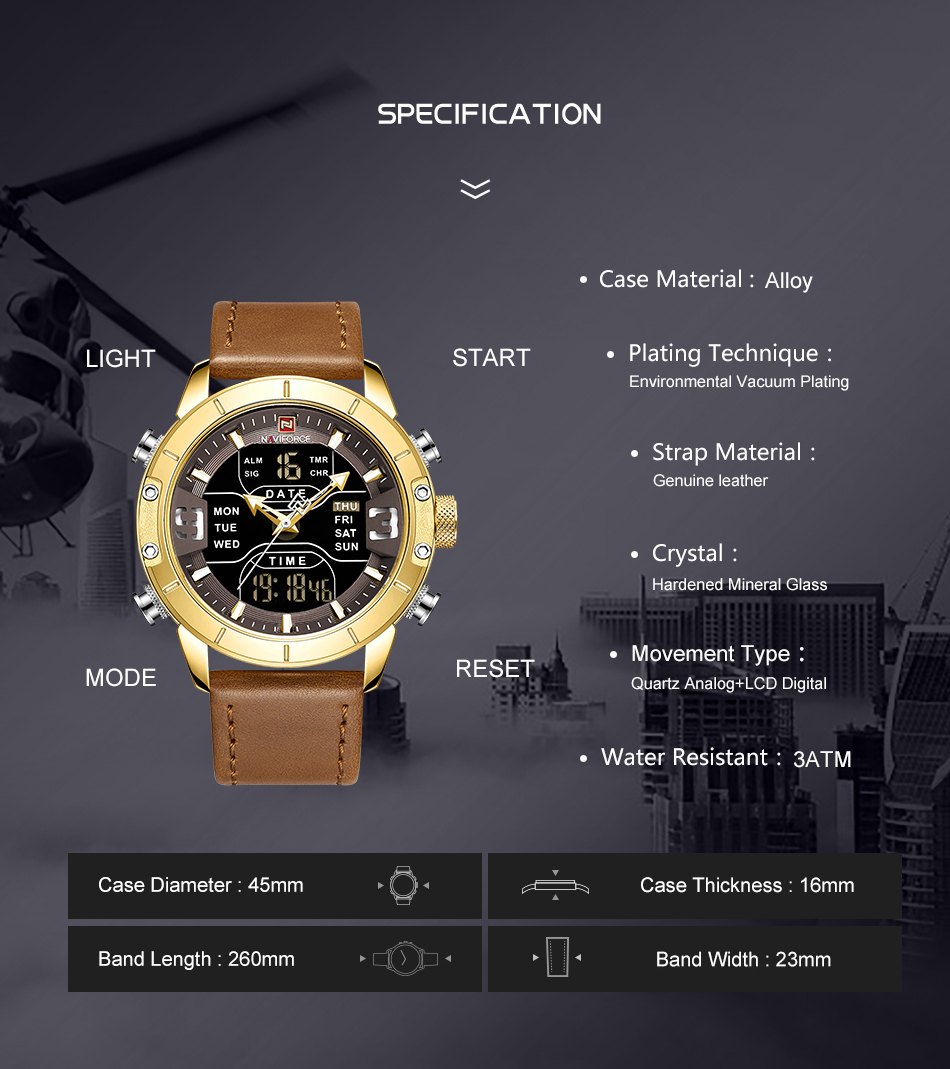 SPECIFICATION
• Case Material : Alloy
LIGHT
START
• Plating Technique :
Environmental Vacuum Plating
NAVIFORCE
ALM
SIG
16
TMR
CHR
DATE
MON
TUE
WED
THU
FRI
SAT
SUN
9
3
TIME
19:18 46
• Strap Material :
Genuine leather
• Crystal :
Hardened Mineral Glass
MODE
RESET
• Movement Type :
Quartz Analog+LCD Digital
• Water Resistant : 3ATM
Case Diameter : 45mm
Case Thickness : 16mm
Band Length : 260mm
Band Width : 23mm